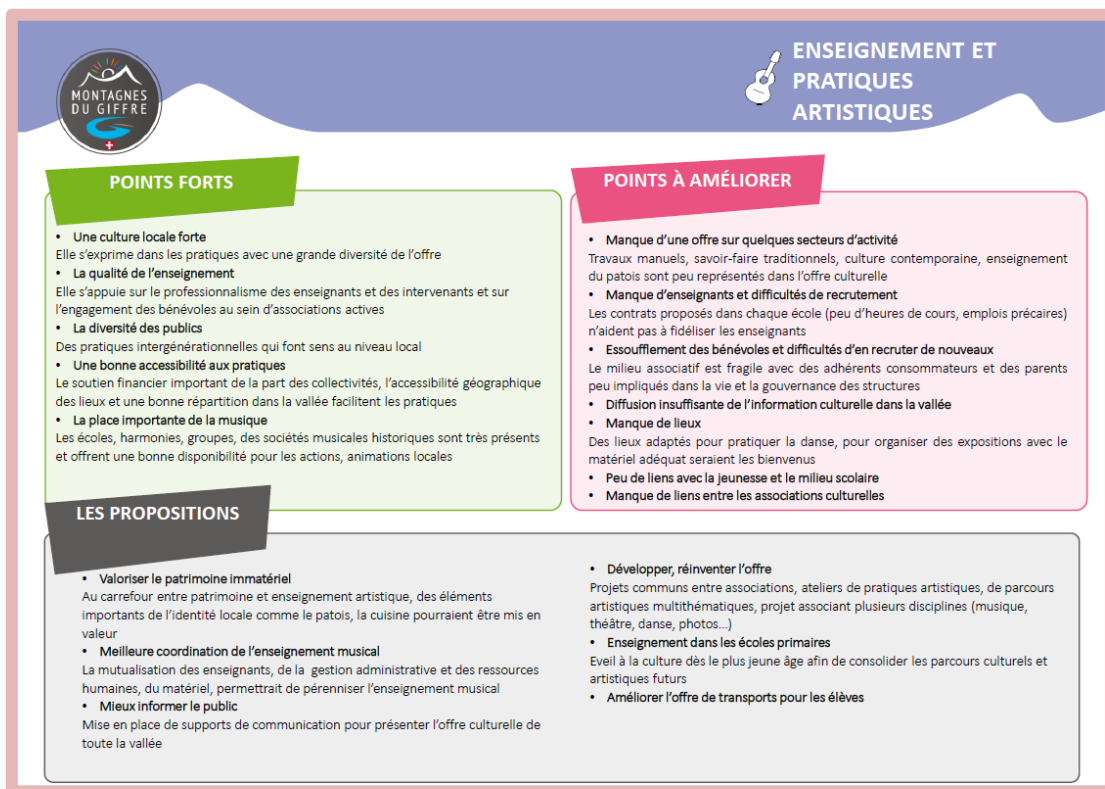 MONTAGNES
DU GIFFRE
ENSEIGNEMENT ET
PRATIQUES
ARTISTIQUES
POINTS FORTS
• Une culture locale forte
Elle s’exprime dans les pratiques avec une grande diversité de l’offre
• La qualité de l’enseignement
Elle s’appuie sur le professionnalisme des enseignants et des intervenants et sur
l’engagement des bénévoles au sein d’associations actives
• La diversité des publics
Des pratiques intergénérationnelles qui font sens au niveau local
• Une bonne accessibilité aux pratiques
Le soutien financier important de la part des collectivités, l’accessibilité géographique
des lieux et une bonne répartition dans la vallée facilitent les pratiques
• La place importante de la musique
Les écoles, harmonies, groupes, des sociétés musicales historiques sont très présents
et offrent une bonne disponibilité pour les actions, animations locales
POINTS À AMÉLIORER
• Manque d’une offre sur quelques secteurs d’activité
Travaux manuels, savoir-faire traditionnels, culture contemporaine, enseignement
du patois sont peu représentés dans l’offre culturelle
• Manque d’enseignants et difficultés de recrutement
Les contrats proposés dans chaque école (peu d’heures de cours, emplois précaires)
n’aident pas à fidéliser les enseignants
• Essoufflement des bénévoles et difficultés d’en recruter de nouveaux
Le milieu associatif est fragile avec des adhérents consommateurs et des parents
peu impliqués dans la vie et la gouvernance des structures
• Diffusion insuffisante de l’information culturelle dans la vallée
• Manque de lieux
Des lieux adaptés pour pratiquer la danse, pour organiser des expositions avec le
matériel adéquat seraient les bienvenus
• Peu de liens avec la jeunesse et le milieu scolaire
• Manque de liens entre les associations culturelles
LES PROPOSITIONS
• Valoriser le patrimoine immatériel
Au carrefour entre patrimoine et enseignement artistique, des éléments
importants de l’identité locale comme le patois, la cuisine pourraient être mis en
valeur
• Meilleure coordination de l’enseignement musical
La mutualisation des enseignants, de la gestion administrative et des ressources
humaines, du matériel, permettrait de pérenniser l’enseignement musical
• Mieux informer le public
Mise en place de supports de communication pour présenter l’offre culturelle de
toute la vallée
• Développer, réinventer l’offre
Projets communs entre associations, ateliers de pratiques artistiques, de parcours
artistiques multithématiques, projet associant plusieurs disciplines (musique,
théâtre, danse, photos…)
• Enseignement dans les écoles primaires
Eveil à la culture dès le plus jeune âge afin de consolider les parcours culturels et
artistiques futurs
• Améliorer l’offre de transports pour les élèves